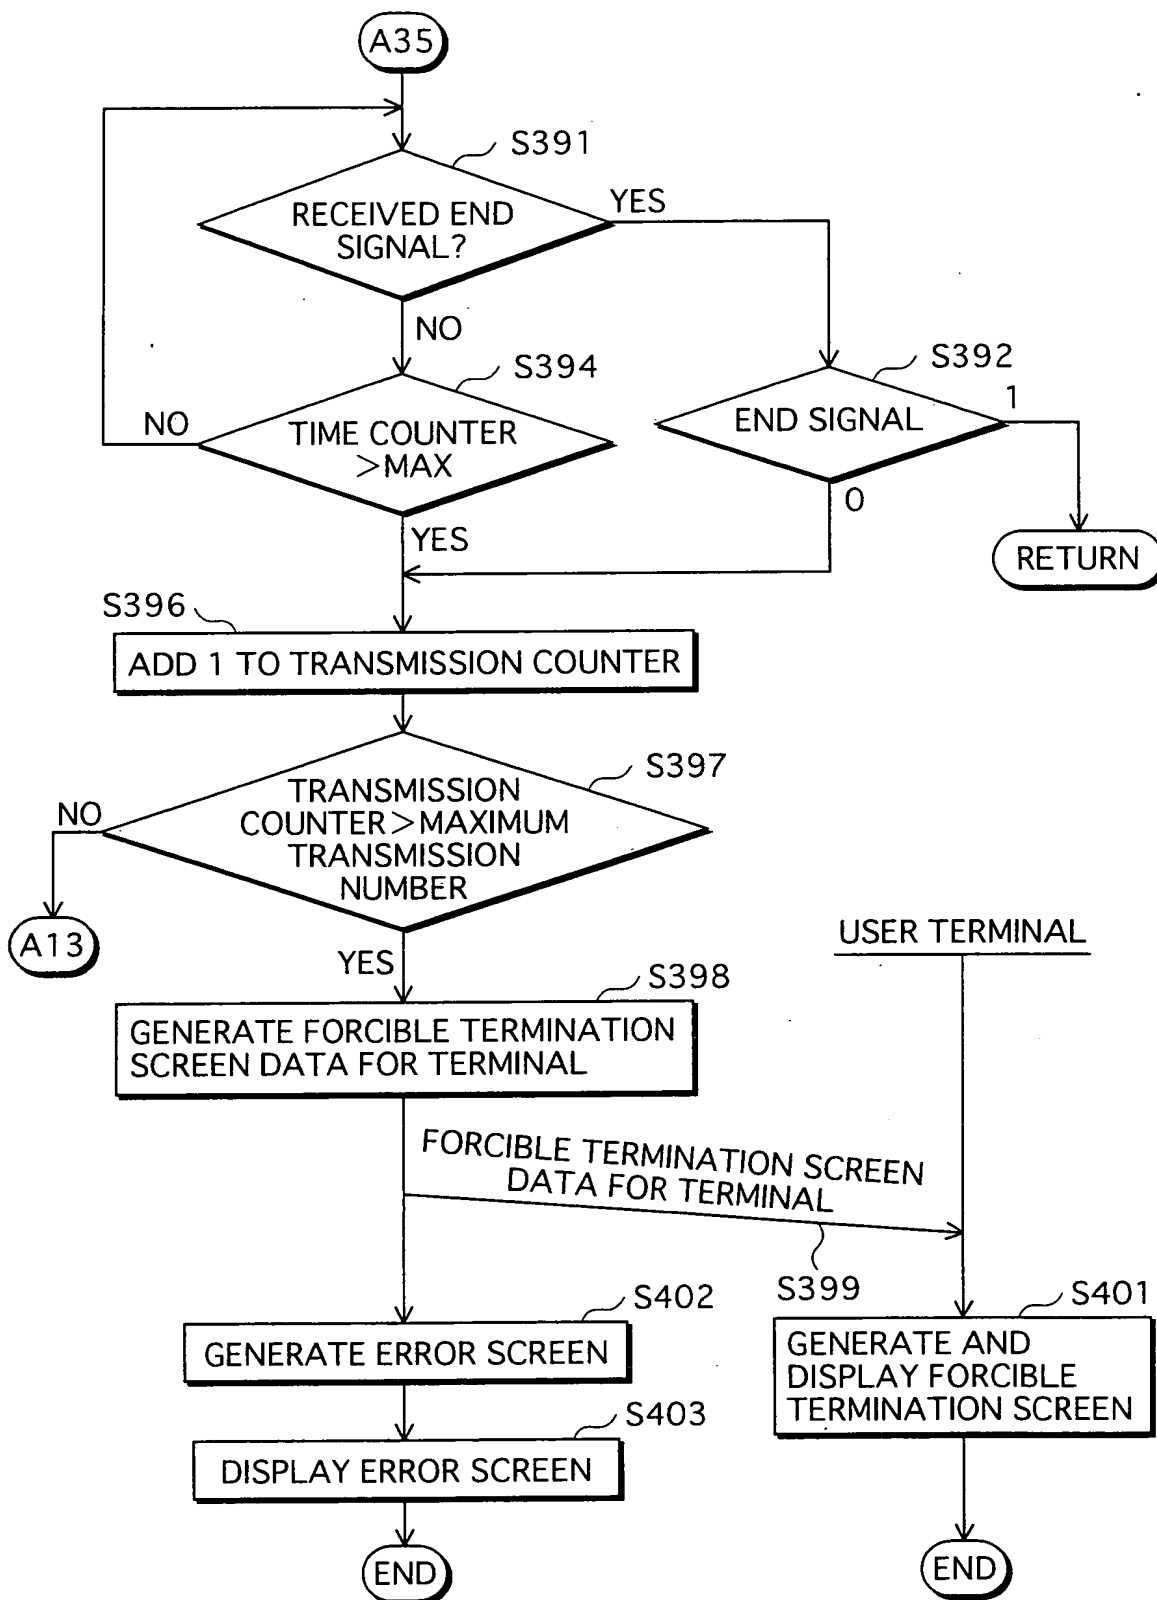 A35
S391
RECEIVED END
SIGNAL?
YES
NO
S394
S392
NO
TIME COUNTER
>MAX
END SIGNAL
1
0
YES
RETURN
S396
ADD 1 TO TRANSMISSION COUNTER
S397
NO
TRANSMISSION
COUNTER>MAXIMUM
TRANSMISSION
NUMBER
A13
YES
USER TERMINAL
S398
GENERATE FORCIBLE TERMINATION
SCREEN DATA FOR TERMINAL
FORCIBLE TERMINATION SCREEN
DATA FOR TERMINAL
S399
S402
S401
GENERATE ERROR SCREEN
GENERATE AND
DISPLAY FORCIBLE
TERMINATION SCREEN
S403
DISPLAY ERROR SCREEN
END
END